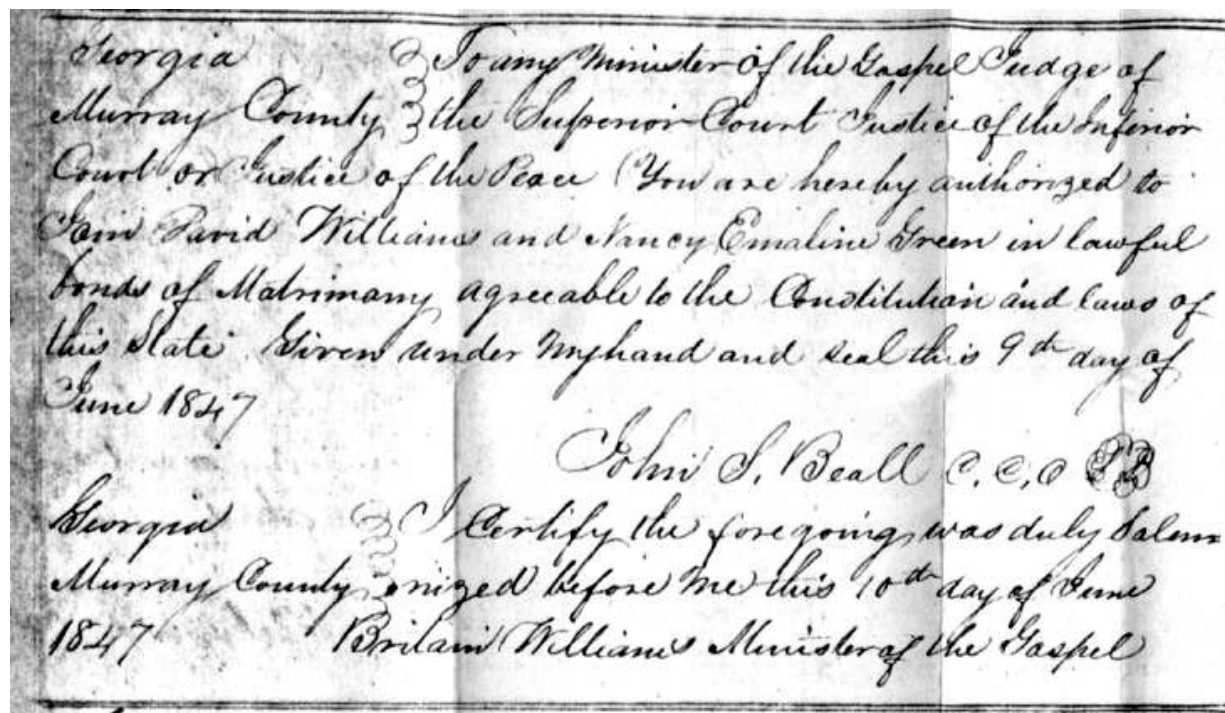 Georgia To any Minister of the Gospel Judge of
Murray County the Superior Court Justice of the Inferior
Court or Justice of the Peace You are hereby authorized to
Join David Williams and Nancy Emaline Green in lawful
bonds of Matrimony agreeable to the Constitution and laws of
this State Given under my hand and seal this 9th day of
June 1847
John S. Beall C.C.O
Georgia I Certify the foregoing was duly Solem
Murray County, onized before me this 10th day of June
1847 Britain Williams Minister of the Gospel